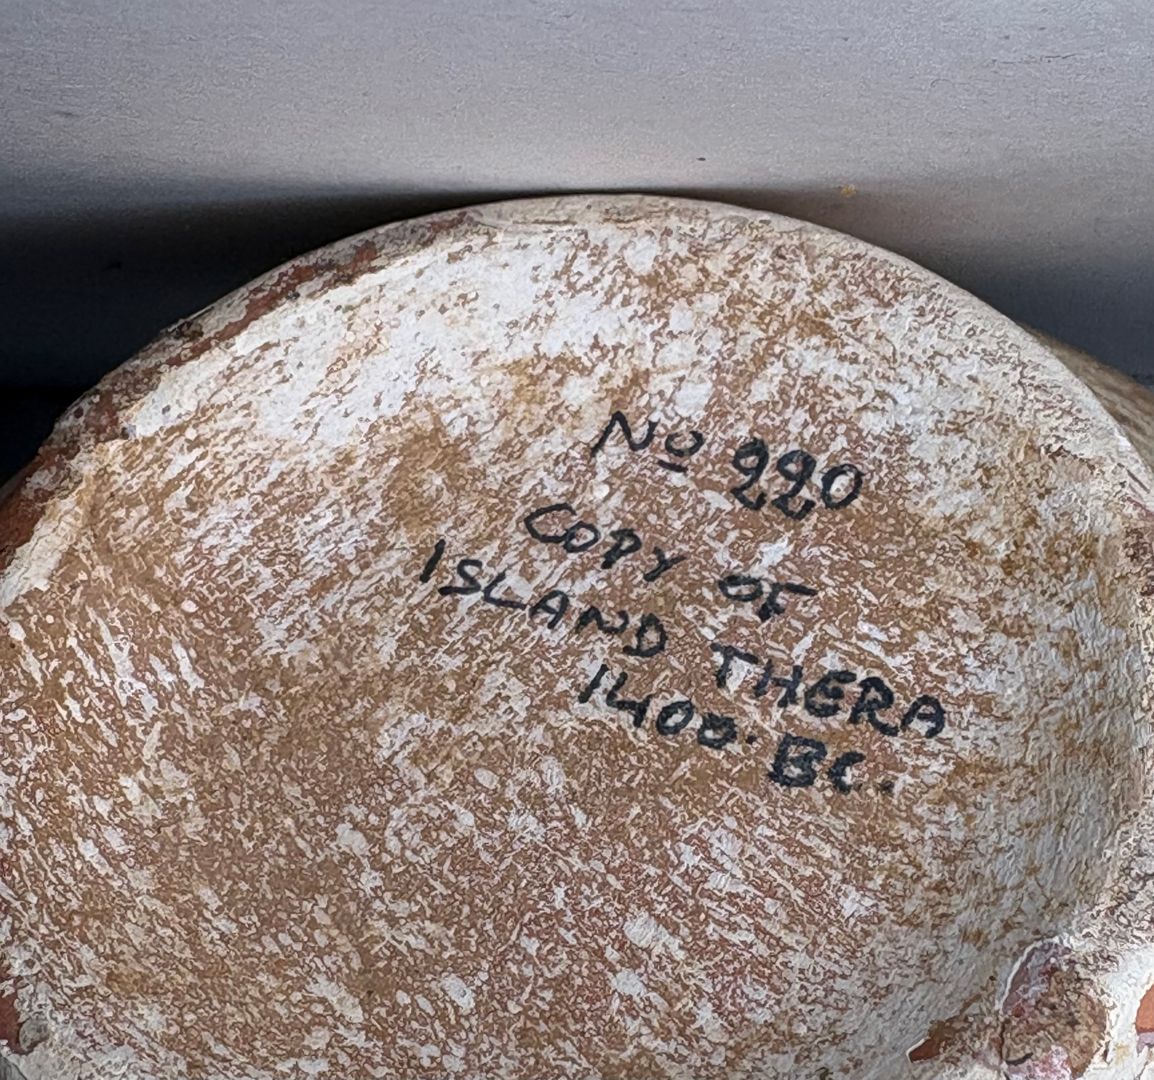 No 220
COPY OF
ISLAND THERA
1400. BC.